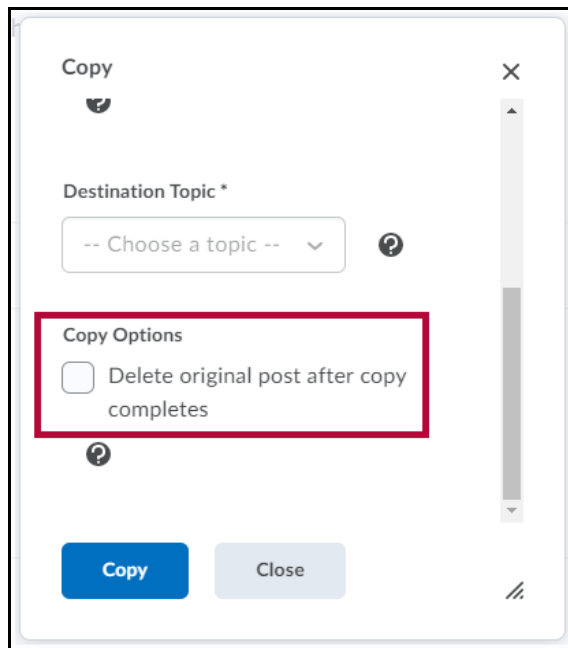 Copy
Destination Topic *
-- Choose a topic --
Copy Options
Delete original post after copy
completes
Copy
Close